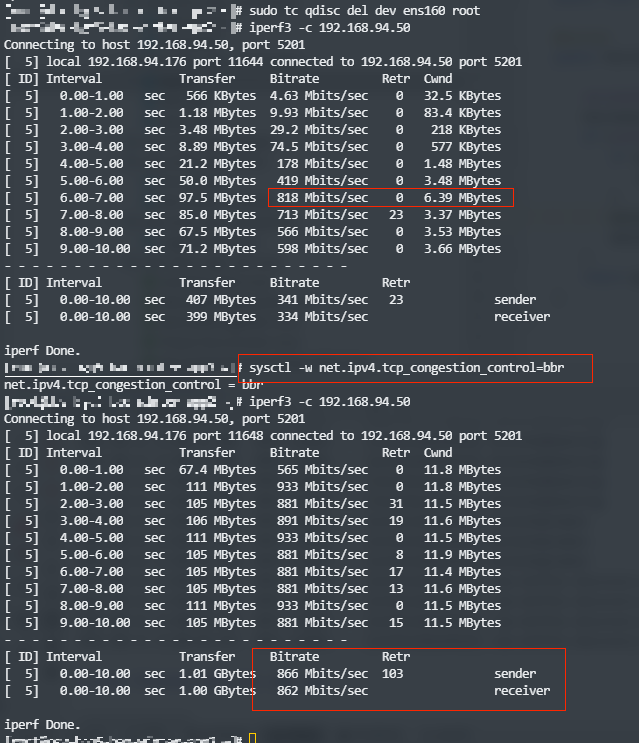 # sudo tc qdisc del dev ens160 root
# iperf3 -c 192.168.94.50
Connecting to host 192.168.94.50, port 5201
[  5] local 192.168.94.176 port 11644 connected to 192.168.94.50 port 5201
[ ID] Interval           Transfer     Bitrate         Retr  Cwnd
[  5]   0.00-1.00   sec   566 KBytes  4.63 Mbits/sec    0   32.5 KBytes
[  5]   1.00-2.00   sec  1.18 MBytes  9.93 Mbits/sec    0   83.4 KBytes
[  5]   2.00-3.00   sec  3.48 MBytes  29.2 Mbits/sec    0    218 KBytes
[  5]   3.00-4.00   sec  8.89 MBytes  74.5 Mbits/sec    0    577 KBytes
[  5]   4.00-5.00   sec  21.2 MBytes   178 Mbits/sec    0   1.48 MBytes
[  5]   5.00-6.00   sec  50.0 MBytes   419 Mbits/sec    0   3.48 MBytes
[  5]   6.00-7.00   sec  97.5 MBytes   818 Mbits/sec    0   6.39 MBytes
[  5]   7.00-8.00   sec  85.0 MBytes   713 Mbits/sec   23   3.37 MBytes
[  5]   8.00-9.00   sec  67.5 MBytes   566 Mbits/sec    0   3.53 MBytes
[  5]   9.00-10.00  sec  71.2 MBytes   598 Mbits/sec    0   3.66 MBytes
- - - - - - - - - - - - - - - - - - - - - - - - -
[ ID] Interval           Transfer     Bitrate         Retr
[  5]   0.00-10.00  sec   407 MBytes   341 Mbits/sec   23             sender
[  5]   0.00-10.00  sec   399 MBytes   334 Mbits/sec                  receiver
iperf Done.
# sysctl -w net.ipv4.tcp_congestion_control=bbr
net.ipv4.tcp_congestion_control = bbr
# iperf3 -c 192.168.94.50
Connecting to host 192.168.94.50, port 5201
[  5] local 192.168.94.176 port 11648 connected to 192.168.94.50 port 5201
[ ID] Interval           Transfer     Bitrate         Retr  Cwnd
[  5]   0.00-1.00   sec  67.4 MBytes   565 Mbits/sec    0   11.8 MBytes
[  5]   1.00-2.00   sec   111 MBytes   933 Mbits/sec    0   11.8 MBytes
[  5]   2.00-3.00   sec   105 MBytes   881 Mbits/sec   31   11.5 MBytes
[  5]   3.00-4.00   sec   106 MBytes   891 Mbits/sec   19   11.6 MBytes
[  5]   4.00-5.00   sec   111 MBytes   933 Mbits/sec    0   11.5 MBytes
[  5]   5.00-6.00   sec   105 MBytes   881 Mbits/sec    8   11.9 MBytes
[  5]   6.00-7.00   sec   105 MBytes   881 Mbits/sec   17   11.4 MBytes
[  5]   7.00-8.00   sec   105 MBytes   881 Mbits/sec   13   11.6 MBytes
[  5]   8.00-9.00   sec   111 MBytes   933 Mbits/sec    0   11.5 MBytes
[  5]   9.00-10.00  sec   105 MBytes   881 Mbits/sec   15   11.5 MBytes
- - - - - - - - - - - - - - - - - - - - - - - - -
[ ID] Interval           Transfer     Bitrate         Retr
[  5]   0.00-10.00  sec  1.01 GBytes   866 Mbits/sec  103             sender
[  5]   0.00-10.00  sec  1.00 GBytes   862 Mbits/sec                  receiver
iperf Done.
#